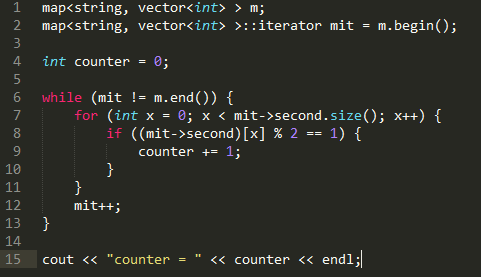 1 map<string, vector<int> > m;
2 map<string, vector<int> >::iterator mit = m.begin();
3
4 int counter = 0;
5
6 while (mit != m.end()) {
7     for (int x = 0; x < mit->second.size(); x++) {
8         if ((mit->second)[x] % 2 == 1) {
9             counter += 1;
10         }
11     }
12     mit++;
13 }
14
15 cout << "counter = " << counter << endl;